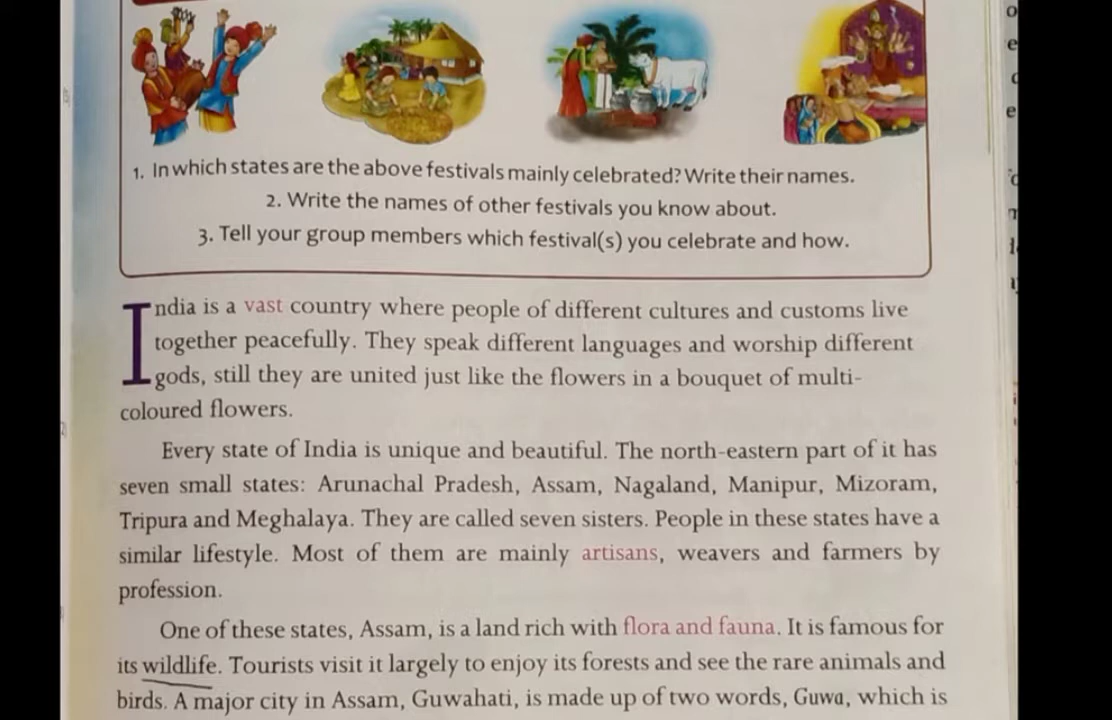 1. In which states are the above festivals mainly celebrated? Write their names.
2. Write the names of other festivals you know about.
3. Tell your group members which festival(s) you celebrate and how.
India is a vast country where people of different cultures and customs live
together peacefully. They speak different languages and worship different
gods, still they are united just like the flowers in a bouquet of multi-
coloured flowers.
Every state of India is unique and beautiful. The north-eastern part of it has
seven small states: Arunachal Pradesh, Assam, Nagaland, Manipur, Mizoram,
Tripura and Meghalaya. They are called seven sisters. People in these states have a
similar lifestyle. Most of them are mainly artisans, weavers and farmers by
profession.
One of these states, Assam, is a land rich with flora and fauna. It is famous for
its wildlife. Tourists visit it largely to enjoy its forests and see the rare animals and
birds. A major city in Assam, Guwahati, is made up of two words, Guwa, which is